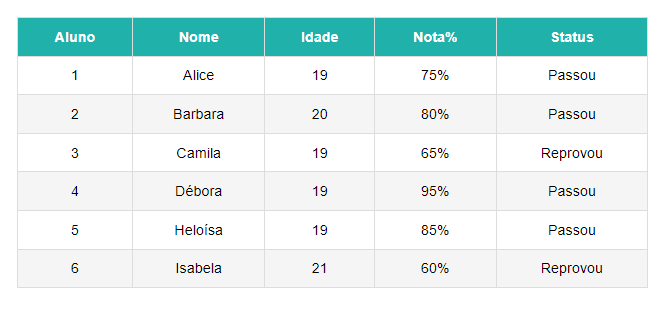 Aluno Nome Idade Nota% Status
1 Alice 19 75% Passou
2 Barbara 20 80% Passou
3 Camila 19 65% Reprovou
4 Débora 19 95% Passou
5 Heloísa 19 85% Passou
6 Isabela 21 60% Reprovou